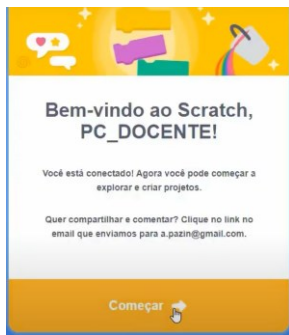 Bem-vindo ao Scratch,
PC_DOCENTE!
Você está conectado! Agora você pode começar a
explorar e criar projetos.
Quer compartilhar e comentar? Clique no link no
email que enviamos para a.pazin@gmail.com.
Começar